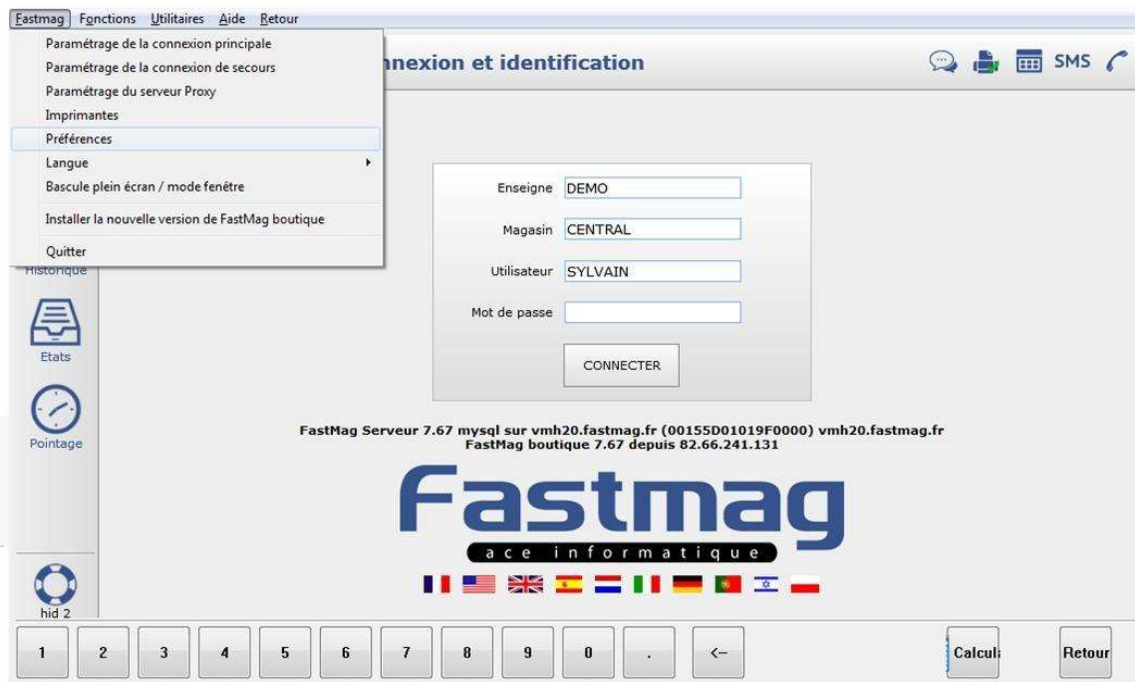 Fastmag Fonctions Utilitaires Aide Retour
Paramétrage de la connexion principale
Paramétrage de la connexion de secours
Paramétrage du serveur Proxy
Imprimantes
Préférences
Langue
Bascule plein écran / mode fenêtre
Installer la nouvelle version de FastMag boutique
Quitter
nnexion et identification
SMS
Enseigne DEMO
Magasin CENTRAL
Utilisateur SYLVAIN
Mot de passe
CONNECTER
Historique
Etats
Pointage
FastMag Serveur 7.67 mysql sur vmh20.fastmag.fr (00155D01019F0000) vmh20.fastmag.fr
FastMag boutique 7.67 depuis 82.66.241.131
Fastmag
ace informatique
hid 2
1 2 3 4 5 6 7 8 9 0 . <-- Calcul Retour